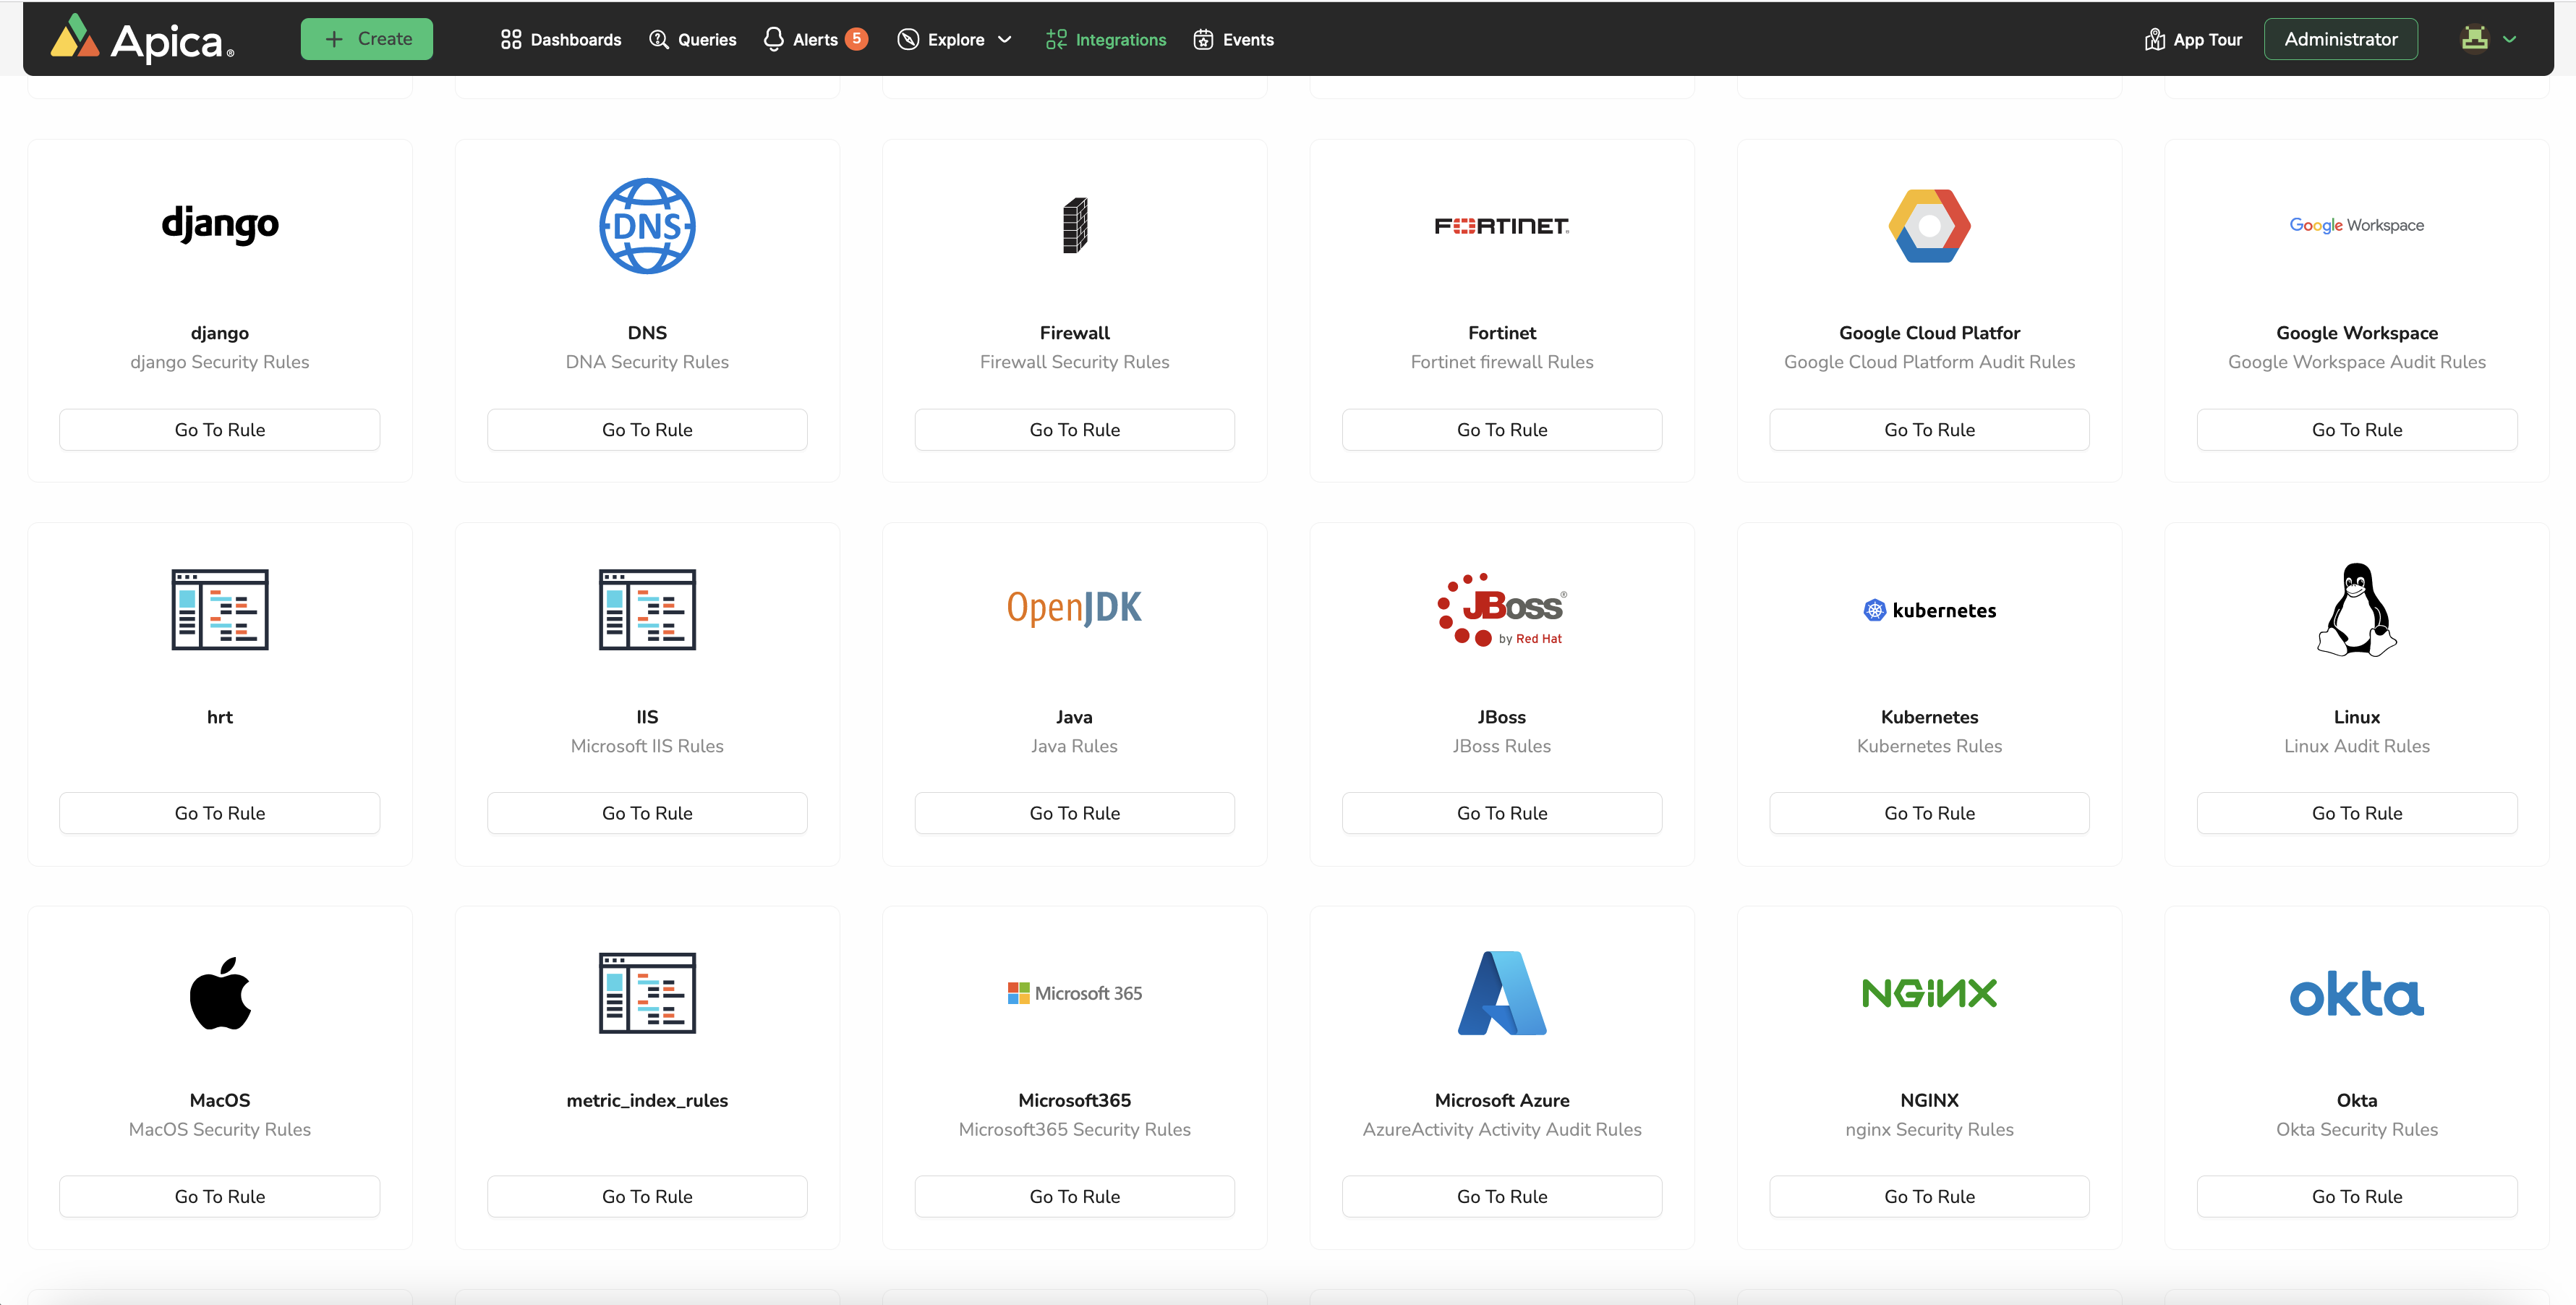 Apica®
+ Create
Dashboards
Queries
Alerts 5
Explore
Integrations
Events
App Tour
Administrator
django
DNS
FORTINET
Google Workspace
django
DNS
Firewall
Fortinet
Google Cloud Platfor
Google Workspace
django Security Rules
DNA Security Rules
Firewall Security Rules
Fortinet firewall Rules
Google Cloud Platform Audit Rules
Google Workspace Audit Rules
Go To Rule
Go To Rule
Go To Rule
Go To Rule
Go To Rule
Go To Rule
OpenJDK
JBoss®
by Red Hat
kubernetes
hrt
IIS
Java
JBoss
Kubernetes
Linux
Microsoft IIS Rules
Java Rules
JBoss Rules
Kubernetes Rules
Linux Audit Rules
Go To Rule
Go To Rule
Go To Rule
Go To Rule
Go To Rule
Go To Rule
Microsoft 365
NGINX
okta
MacOS
metric_index_rules
Microsoft365
Microsoft Azure
NGINX
Okta
MacOS Security Rules
Microsoft365 Security Rules
AzureActivity Activity Audit Rules
nginx Security Rules
Okta Security Rules
Go To Rule
Go To Rule
Go To Rule
Go To Rule
Go To Rule
Go To Rule